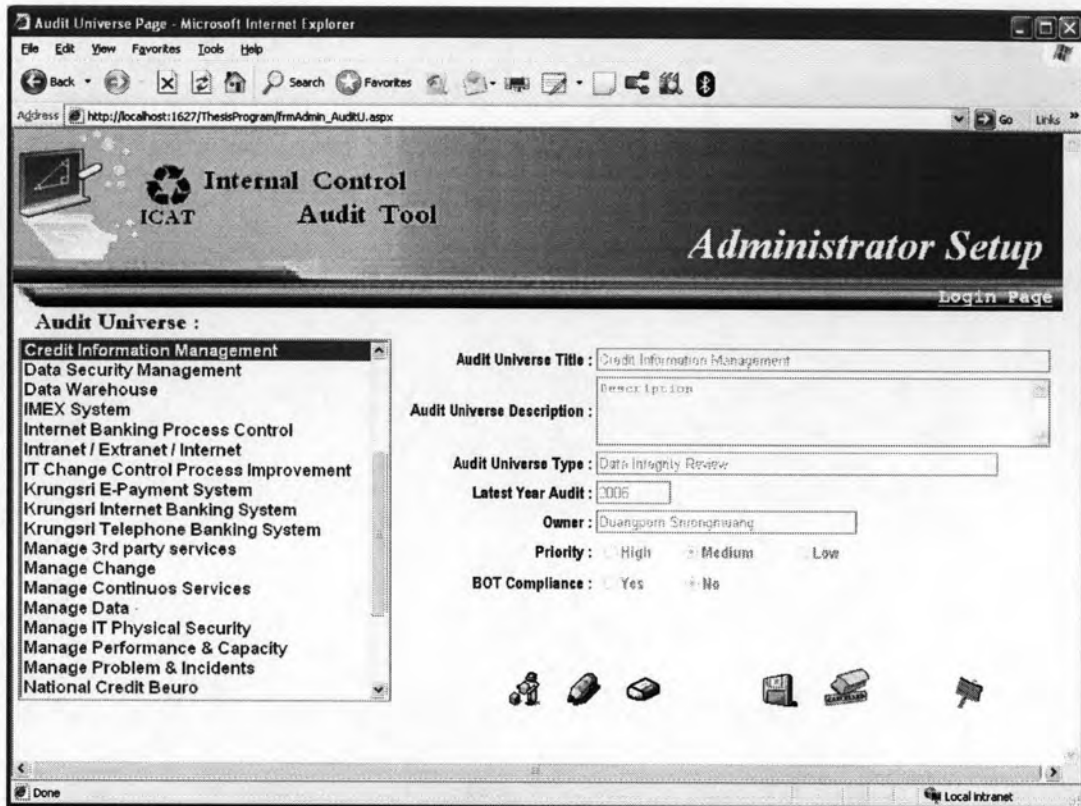 Audit Universe Page - Microsoft Internet Explorer
File Edit View Favorites Tools Help
Back Search Favorites
Address http://localhost:1627/ThesisProgram/frmAdmin_AuditU.aspx Go Links
ICAT Internal Control
Audit Tool
Administrator Setup
Login Page
Audit Universe :
Credit Information Management
Data Security Management
Data Warehouse
IMEX System
Internet Banking Process Control
Intranet / Extranet / Internet
IT Change Control Process Improvement
Krungsri E-Payment System
Krungsri Internet Banking System
Krungsri Telephone Banking System
Manage 3rd party services
Manage Change
Manage Continuos Services
Manage Data
Manage IT Physical Security
Manage Performance & Capacity
Manage Problem & Incidents
National Credit Beuro
Audit Universe Title : Credit Information Management
Audit Universe Description : Description
Audit Universe Type : Data Integrity Review
Latest Year Audit : 2006
Owner : Duangporn
Priority : High Medium Low
BOT Compliance : Yes No
Done
Local intranet